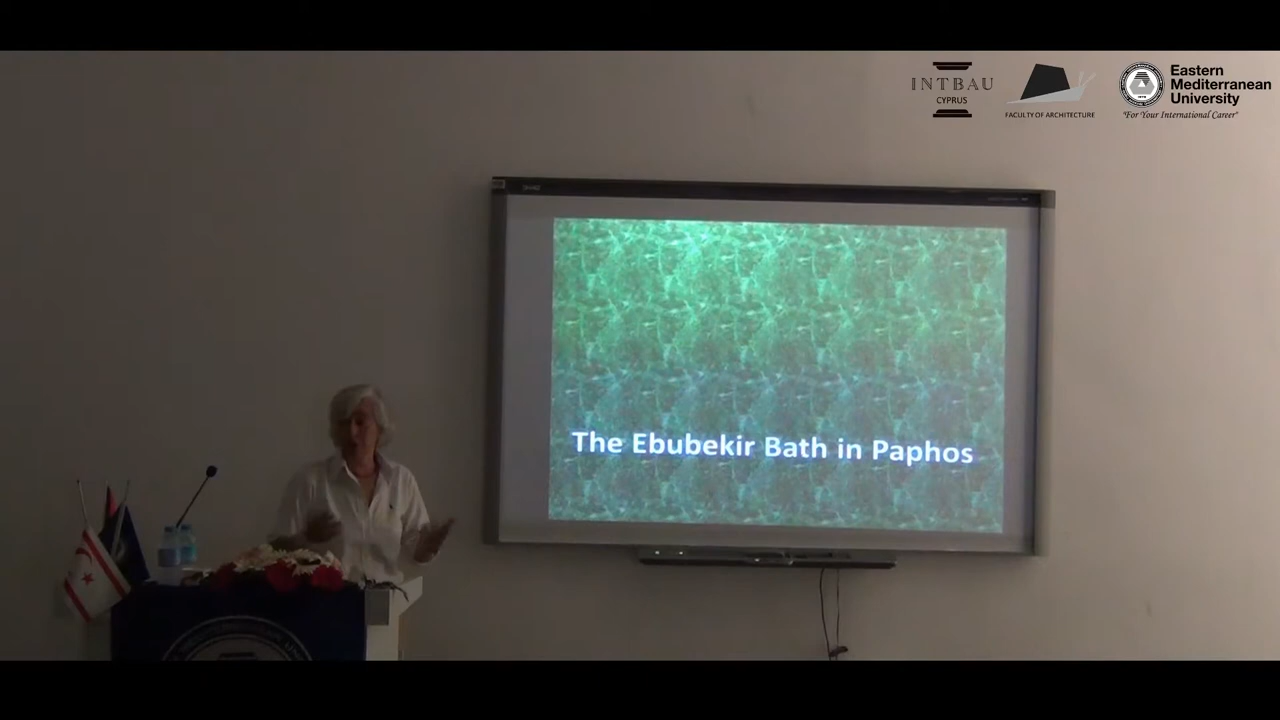 INTBAU
CYPRUS
FACULTY OF ARCHITECTURE
Eastern
Mediterranean
University
"For Your International Career"
The Ebubekir Bath in Paphos